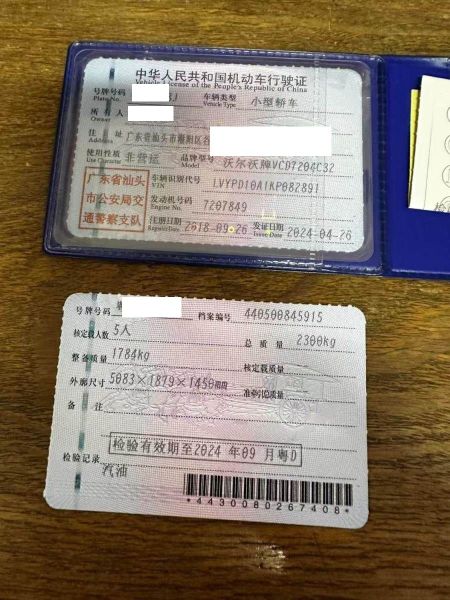 中华人民共和国机动车行驶证
Vehicle License of the People's Republic of China
号牌号码 J 车辆类型 小型轿车
Plate No. Vehicle Type
所有人
Owner
住址 广东省汕头市潮阳区谷
Address
使用性质 非营运 品牌型号 沃尔沃牌VCD7204C32
Use Character Model
广东省汕头
市公安局交
通警察支队
车辆识别代号 LVYPD10A1KP082891
VIN
发动机号码 7207849
Engine No.
注册日期 2018-09-26 发证日期 2024-04-26
Register Date Issue Date
号牌号码 档案编号 440500845915
核定载人数 5人 总质量 2300kg
整备质量 1784kg 核定载质量
外廓尺寸 5083×1879×1450mm 准牵引总质量
备注
检验有效期至2024年09月粤D
检验记录
汽油
*4430080267408*